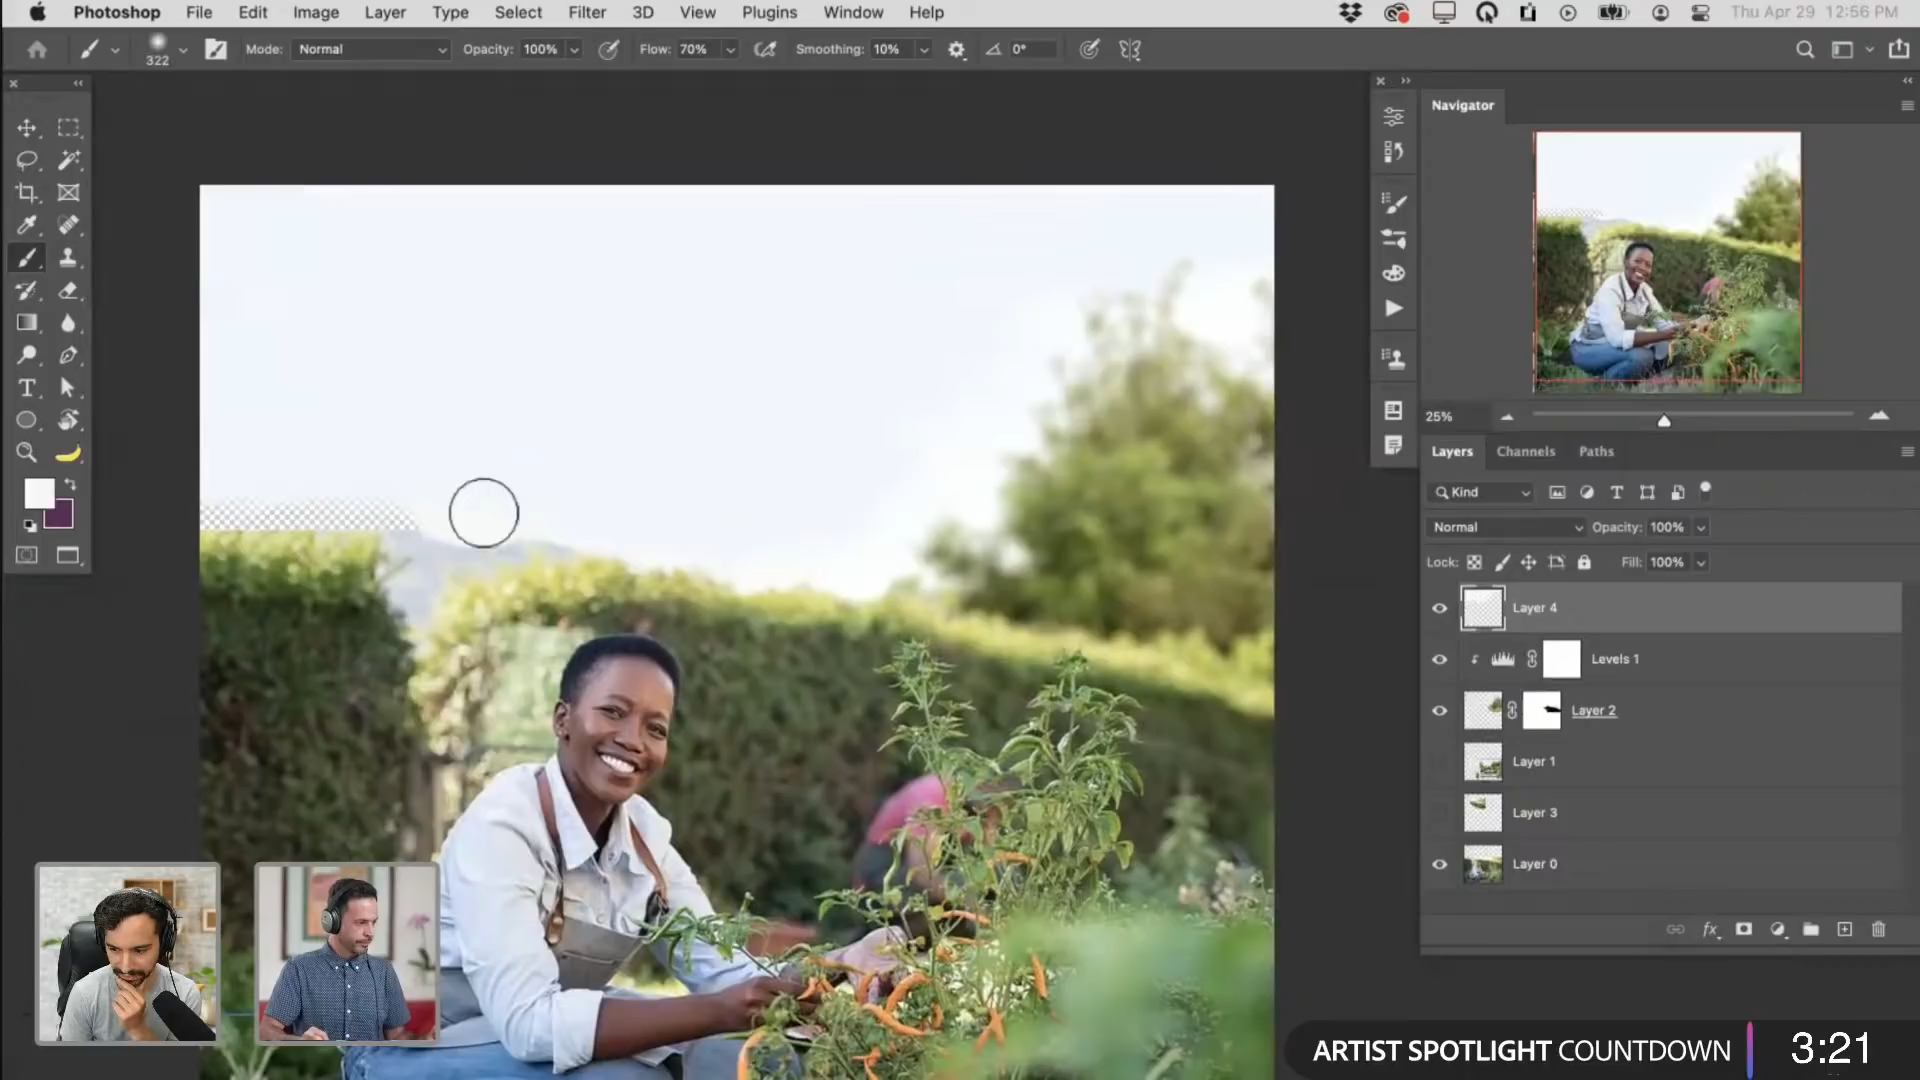 Photoshop File Edit Image Layer Type Select Filter 3D View Plugins Window Help Thu Apr 29 12:56 PM
322 Mode: Normal Opacity: 100% Flow: 70% Smoothing: 10% 0°
Navigator
25%
Layers Channels Paths
Kind
Normal Opacity: 100%
Lock: Fill: 100%
Layer 4
Levels 1
Layer 2
Layer 1
Layer 3
Layer 0
fx
ARTIST SPOTLIGHT COUNTDOWN 3:21